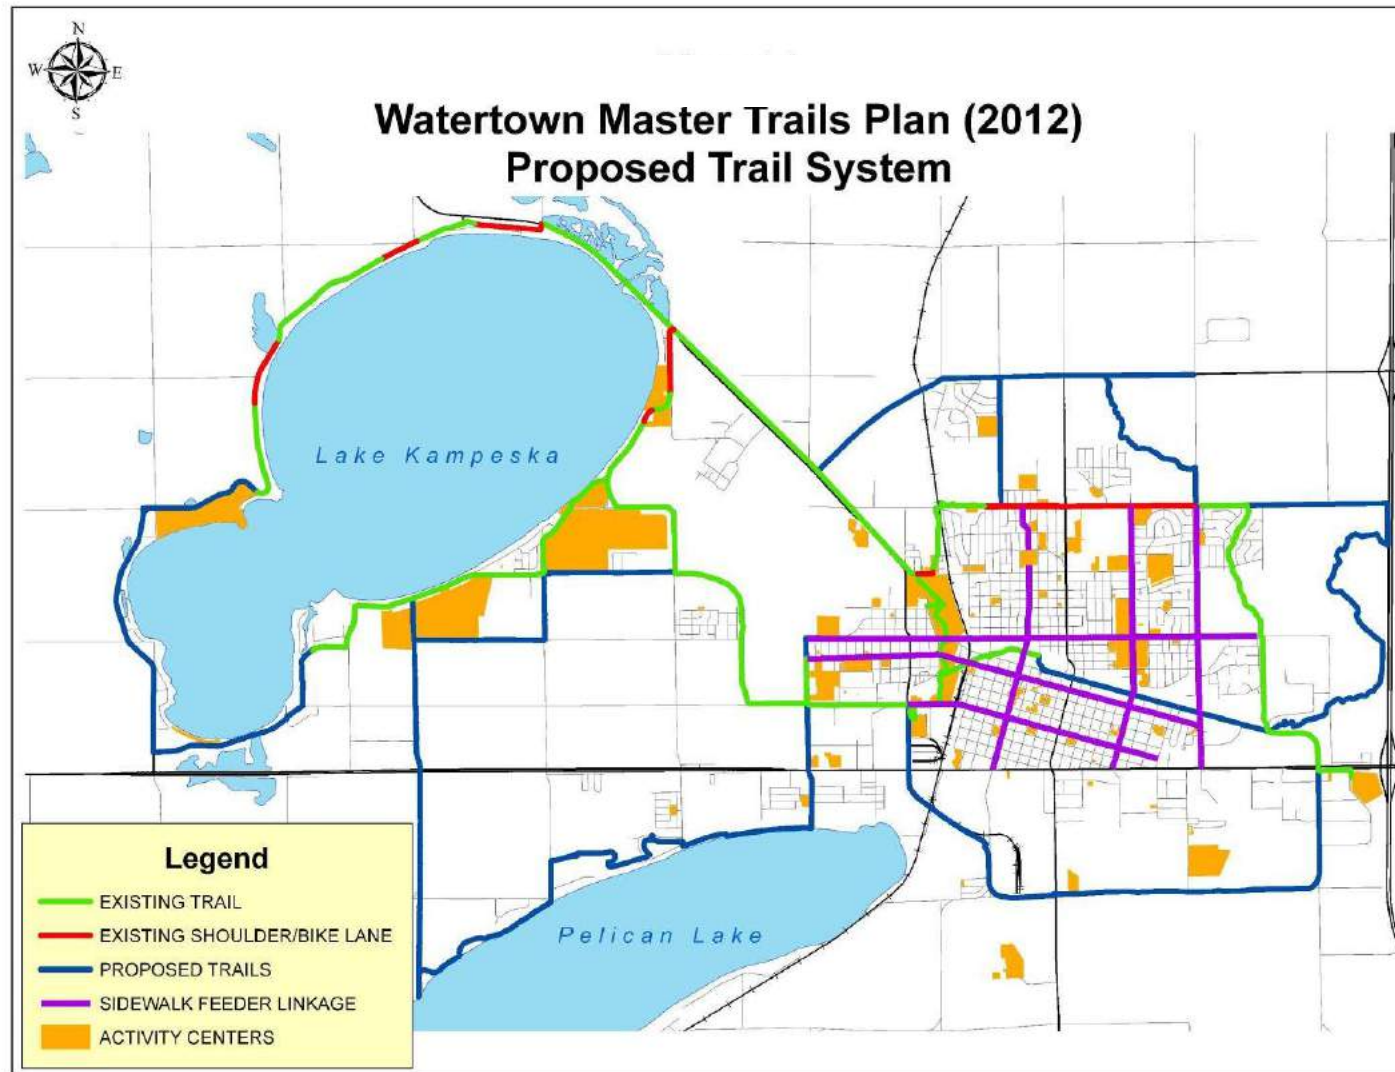 N
W E
S
Watertown Master Trails Plan (2012)
Proposed Trail System
Lake Kampeska
Pelican Lake
Legend
EXISTING TRAIL
EXISTING SHOULDER/BIKE LANE
PROPOSED TRAILS
SIDEWALK FEEDER LINKAGE
ACTIVITY CENTERS